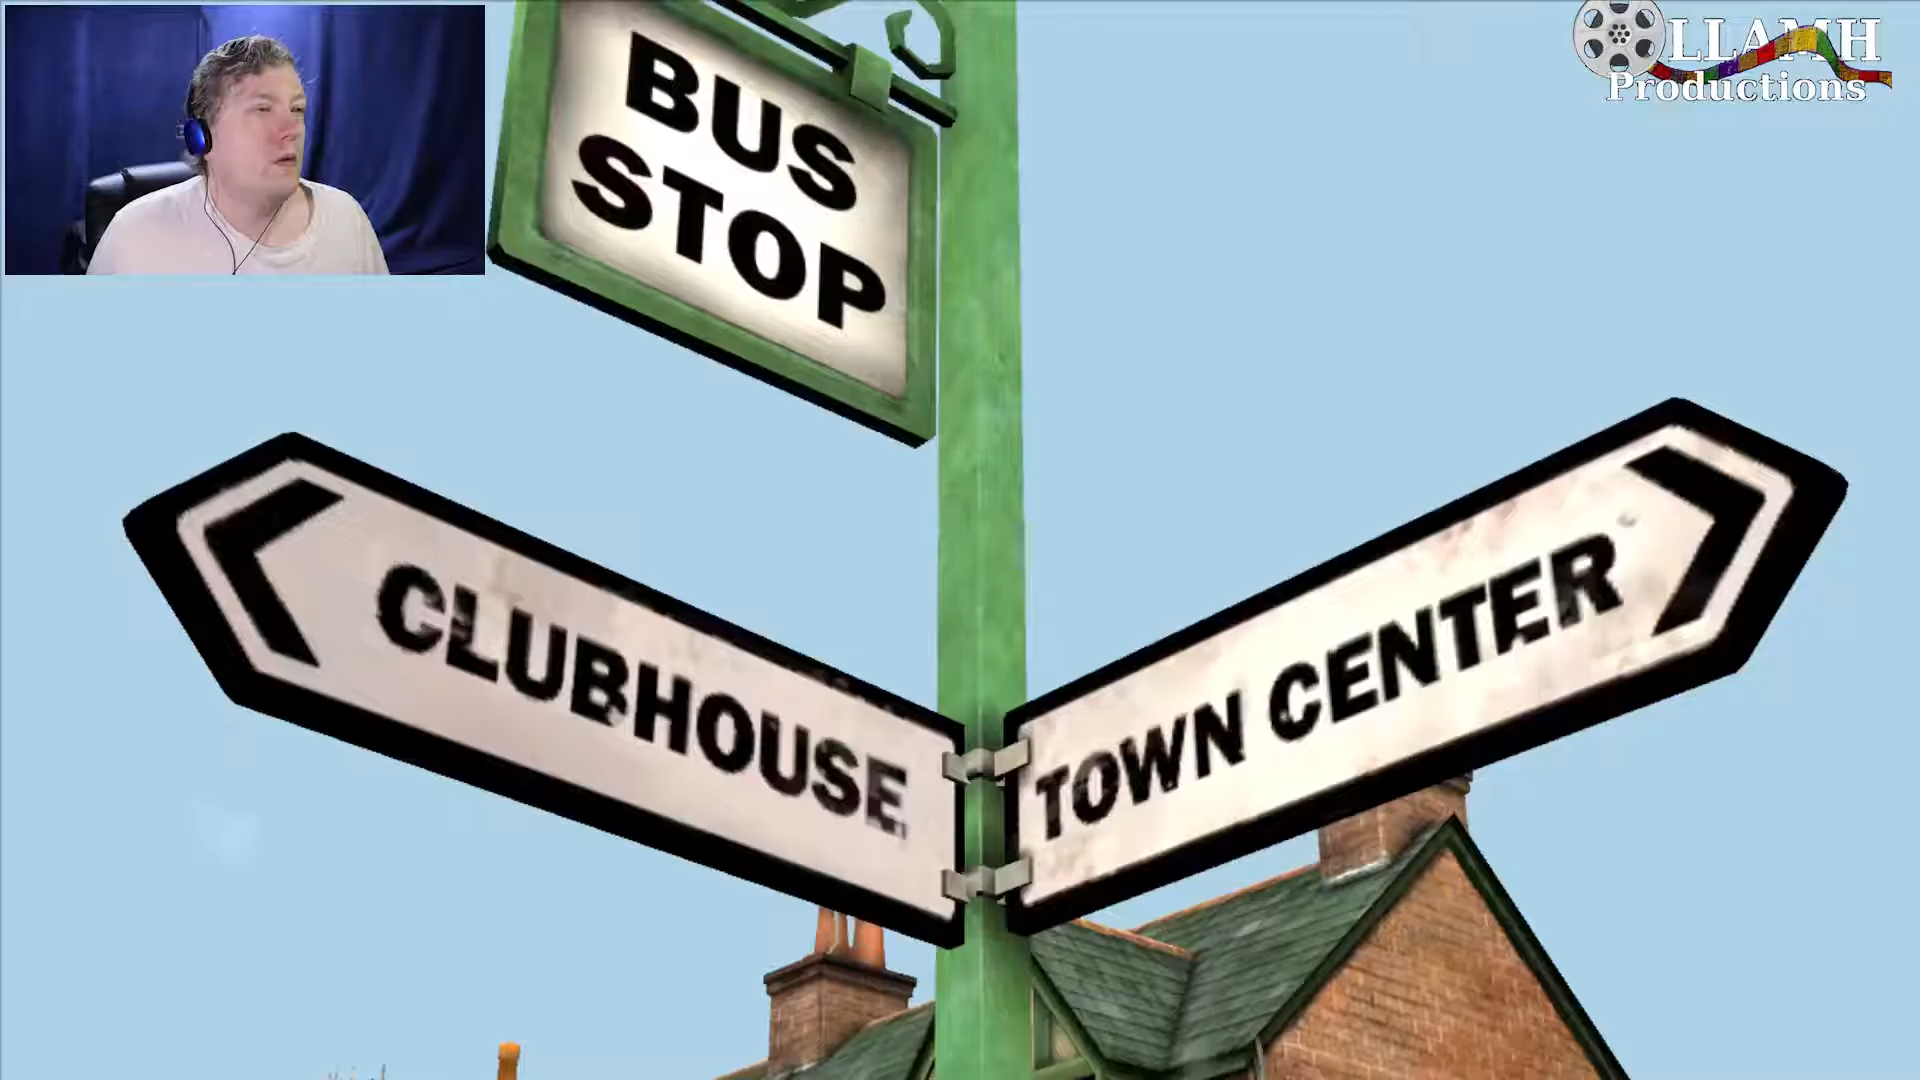 BUS
STOP
LLAMH
Productions
CLUBHOUSE
TOWN CENTER